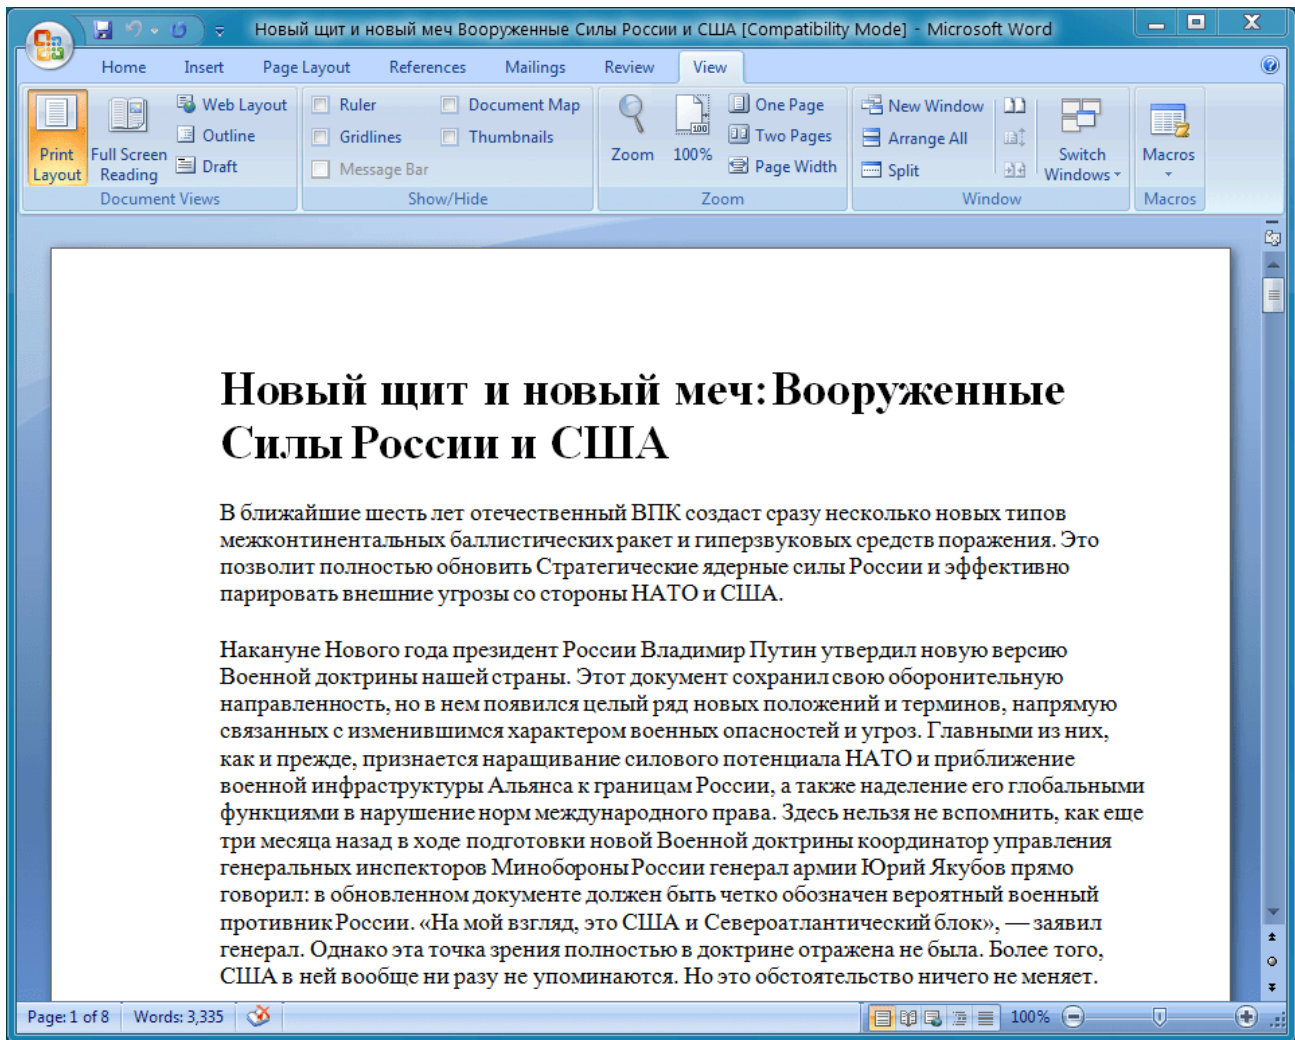 Новый щит и новый меч Вооруженные Силы России и США [Compatibility Mode] - Microsoft Word
Home Insert Page Layout References Mailings Review View
Print Layout
Full Screen Reading
Web Layout
Outline
Draft
Document Views
Ruler
Gridlines
Message Bar
Document Map
Thumbnails
Show/Hide
Zoom
100
100%
One Page
Two Pages
Page Width
Zoom
New Window
Arrange All
Split
Switch Windows
Window
Macros
Macros
Новый щит и новый меч: Вооруженные
Силы России и США
В ближайшие шесть лет отечественный ВПК создаст сразу несколько новых типов
межконтинентальных баллистических ракет и гиперзвуковых средств поражения. Это
позволит полностью обновить Стратегические ядерные силы России и эффективно
парировать внешние угрозы со стороны НАТО и США.
Накануне Нового года президент России Владимир Путин утвердил новую версию
Военной доктрины нашей страны. Этот документ сохранил свою оборонительную
направленность, но в нем появился целый ряд новых положений и терминов, напрямую
связанных с изменившимся характером военных опасностей и угроз. Главными из них,
как и прежде, признается наращивание силового потенциала НАТО и приближение
военной инфраструктуры Альянса к границам России, а также наделение его глобальными
функциями в нарушение норм международного права. Здесь нельзя не вспомнить, как еще
три месяца назад в ходе подготовки новой Военной доктрины координатор управления
генеральных инспекторов Минобороны России генерал армии Юрий Якубов прямо
говорил: в обновленном документе должен быть четко обозначен вероятный военный
противник России. «На мой взгляд, это США и Североатлантический блок», — заявил
генерал. Однако эта точка зрения полностью в доктрине отражена не была. Более того,
США в ней вообще ни разу не упоминаются. Но это обстоятельство ничего не меняет.
Page: 1 of 8 Words: 3,335 100%